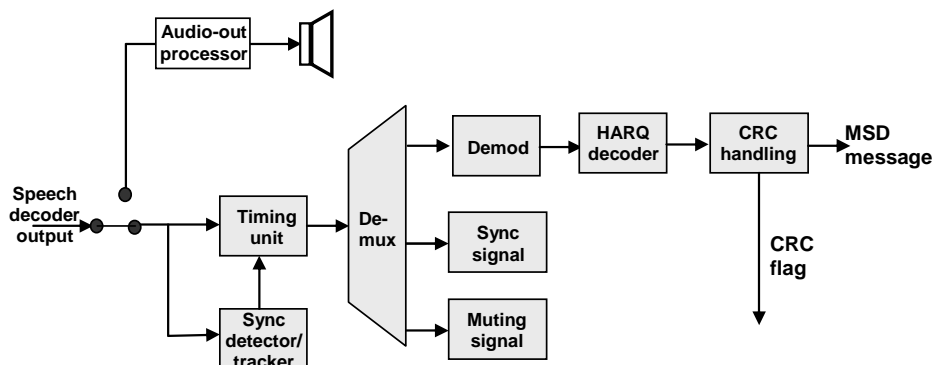 Audio-out
processor
Speech
decoder
output
Timing
unit
Sync
detector/
tracker
De-
mux
Demod
HARQ
decoder
CRC
handling
MSD
message
Sync
signal
CRC
flag
Muting
signal